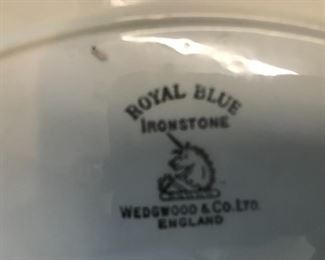 ROYAL BLUE
IRONSTONE
WEDGWOOD & CO. LTD.
ENGLAND